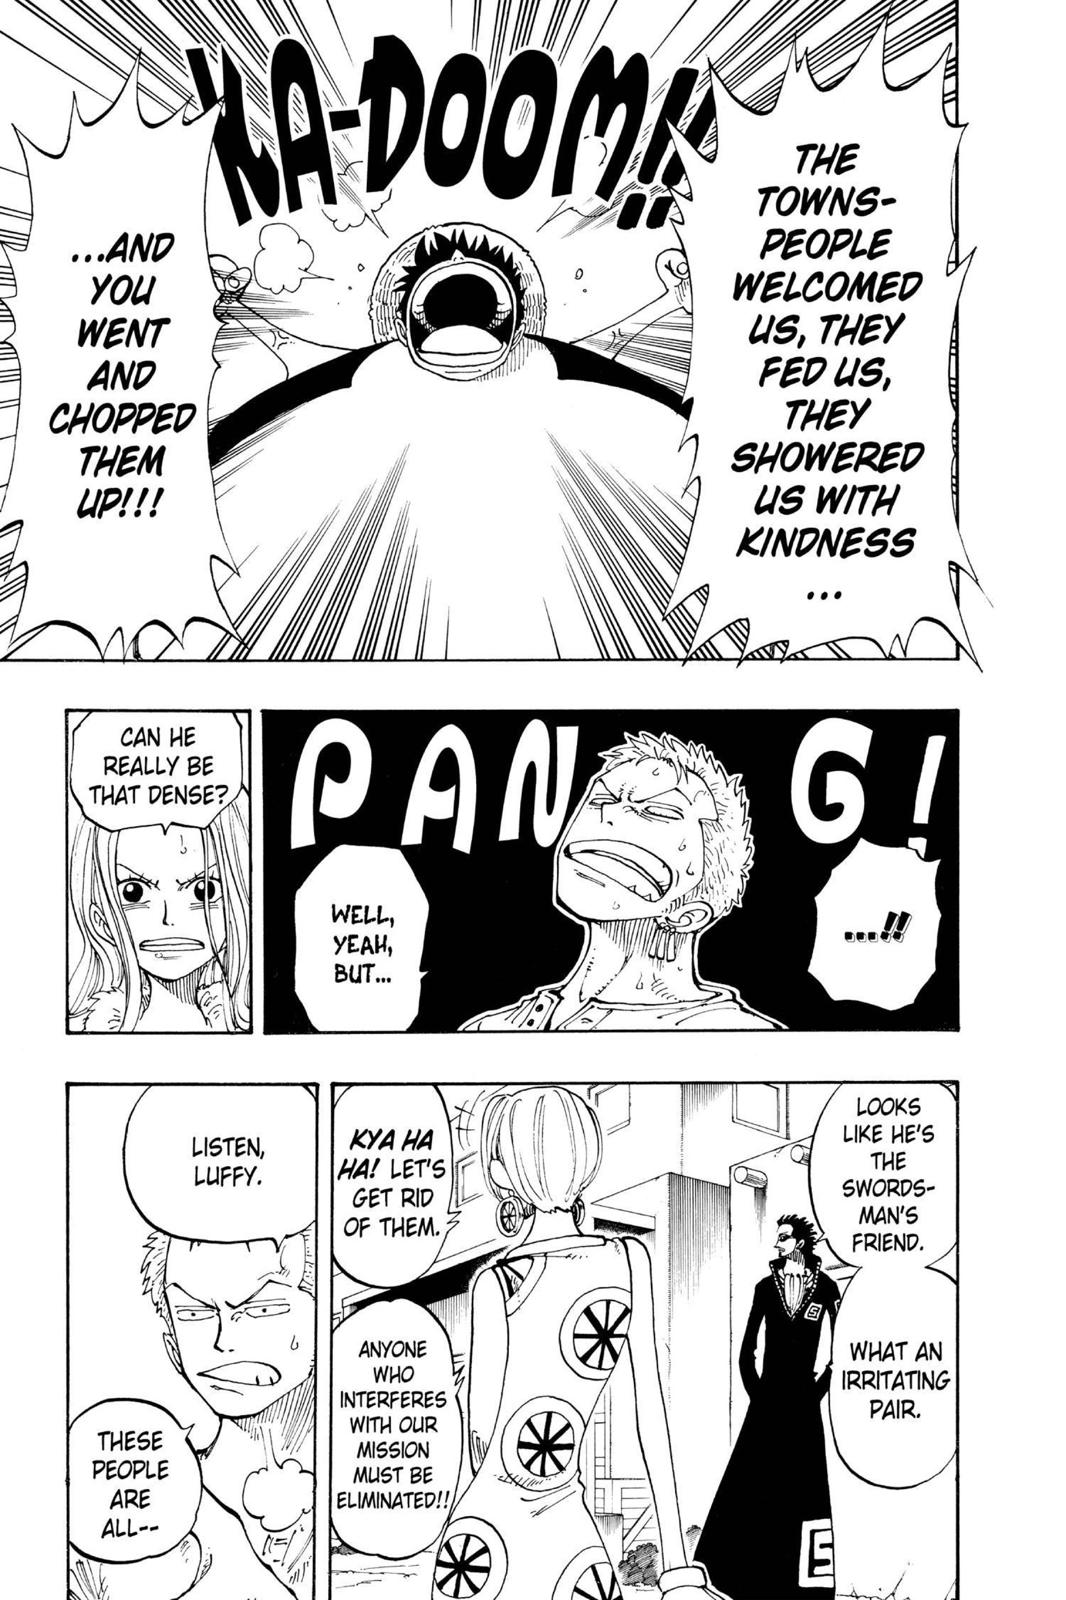 KA-DOOM!!
THE
TOWNS-
PEOPLE
WELCOMED
US, THEY
FED US,
THEY
SHOWERED
US WITH
KINDNESS
...
...AND
YOU
WENT
AND
CHOPPED
THEM
UP!!!
PANG!
...!!
WELL,
YEAH,
BUT...
CAN HE
REALLY BE
THAT DENSE?
LOOKS
LIKE HE'S
THE
SWORDS-
MAN'S
FRIEND.
WHAT AN
IRRITATING
PAIR.
KYA HA
HA! LET'S
GET RID
OF THEM.
ANYONE
WHO
INTERFERES
WITH OUR
MISSION
MUST BE
ELIMINATED!!
5
5
LISTEN,
LUFFY.
THESE
PEOPLE
ARE
ALL--